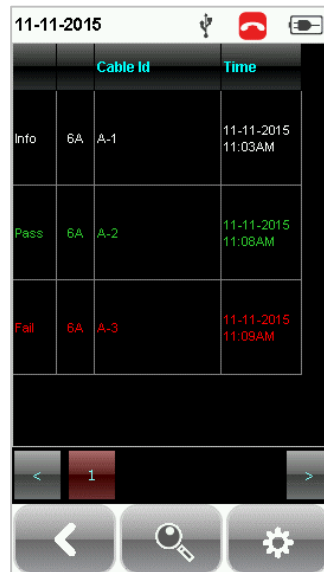 11-11-2015
Cable Id Time
Info 6A A-1 11-11-2015
11:03AM
Pass 6A A-2 11-11-2015
11:08AM
Fail 6A A-3 11-11-2015
11:09AM
< 1 >